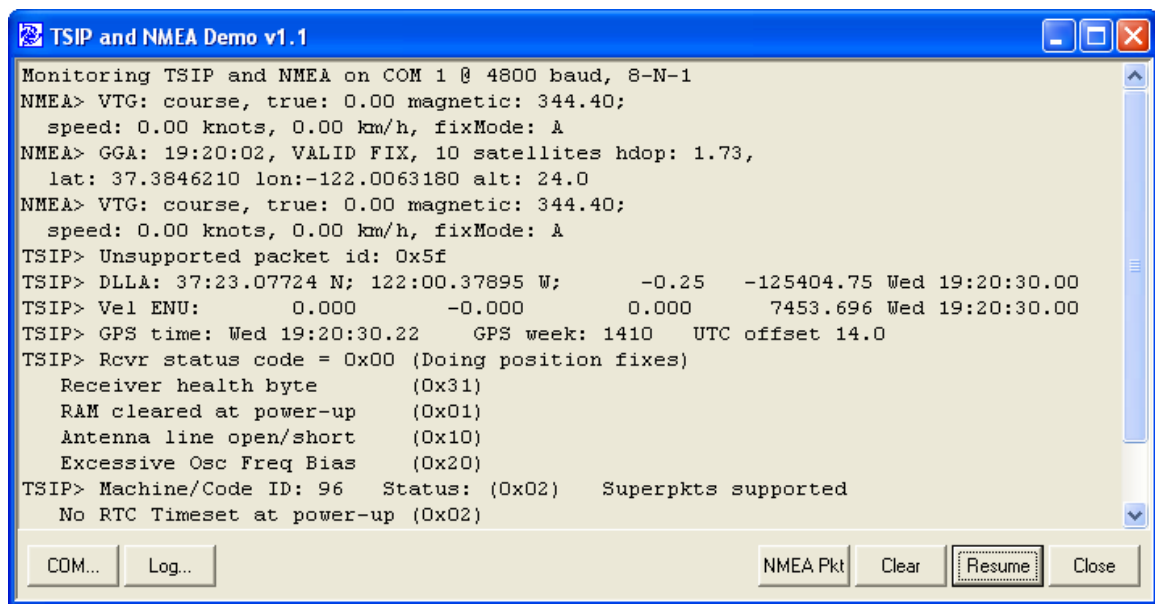 TSIP and NMEA Demo v1.1
Monitoring TSIP and NMEA on COM 1 @ 4800 baud, 8-N-1
NMEA> VTG: course, true: 0.00 magnetic: 344.40;
speed: 0.00 knots, 0.00 km/h, fixMode: A
NMEA> GGA: 19:20:02, VALID FIX, 10 satellites hdop: 1.73,
lat: 37.3846210 lon:-122.0063180 alt: 24.0
NMEA> VTG: course, true: 0.00 magnetic: 344.40;
speed: 0.00 knots, 0.00 km/h, fixMode: A
TSIP> Unsupported packet id: 0x5f
TSIP> DLLA: 37:23.07724 N; 122:00.37895 W; -0.25 -125404.75 Wed 19:20:30.00
TSIP> Vel ENU: 0.000 -0.000 0.000 7453.696 Wed 19:20:30.00
TSIP> GPS time: Wed 19:20:30.22 GPS week: 1410 UTC offset 14.0
TSIP> Rcvr status code = 0x00 (Doing position fixes)
Receiver health byte (0x31)
RAM cleared at power-up (0x01)
Antenna line open/short (0x10)
Excessive Osc Freq Bias (0x20)
TSIP> Machine/Code ID: 96 Status: (0x02) Superpkts supported
No RTC Timeset at power-up (0x02)
COM... Log... NMEA Pkt Clear Resume Close